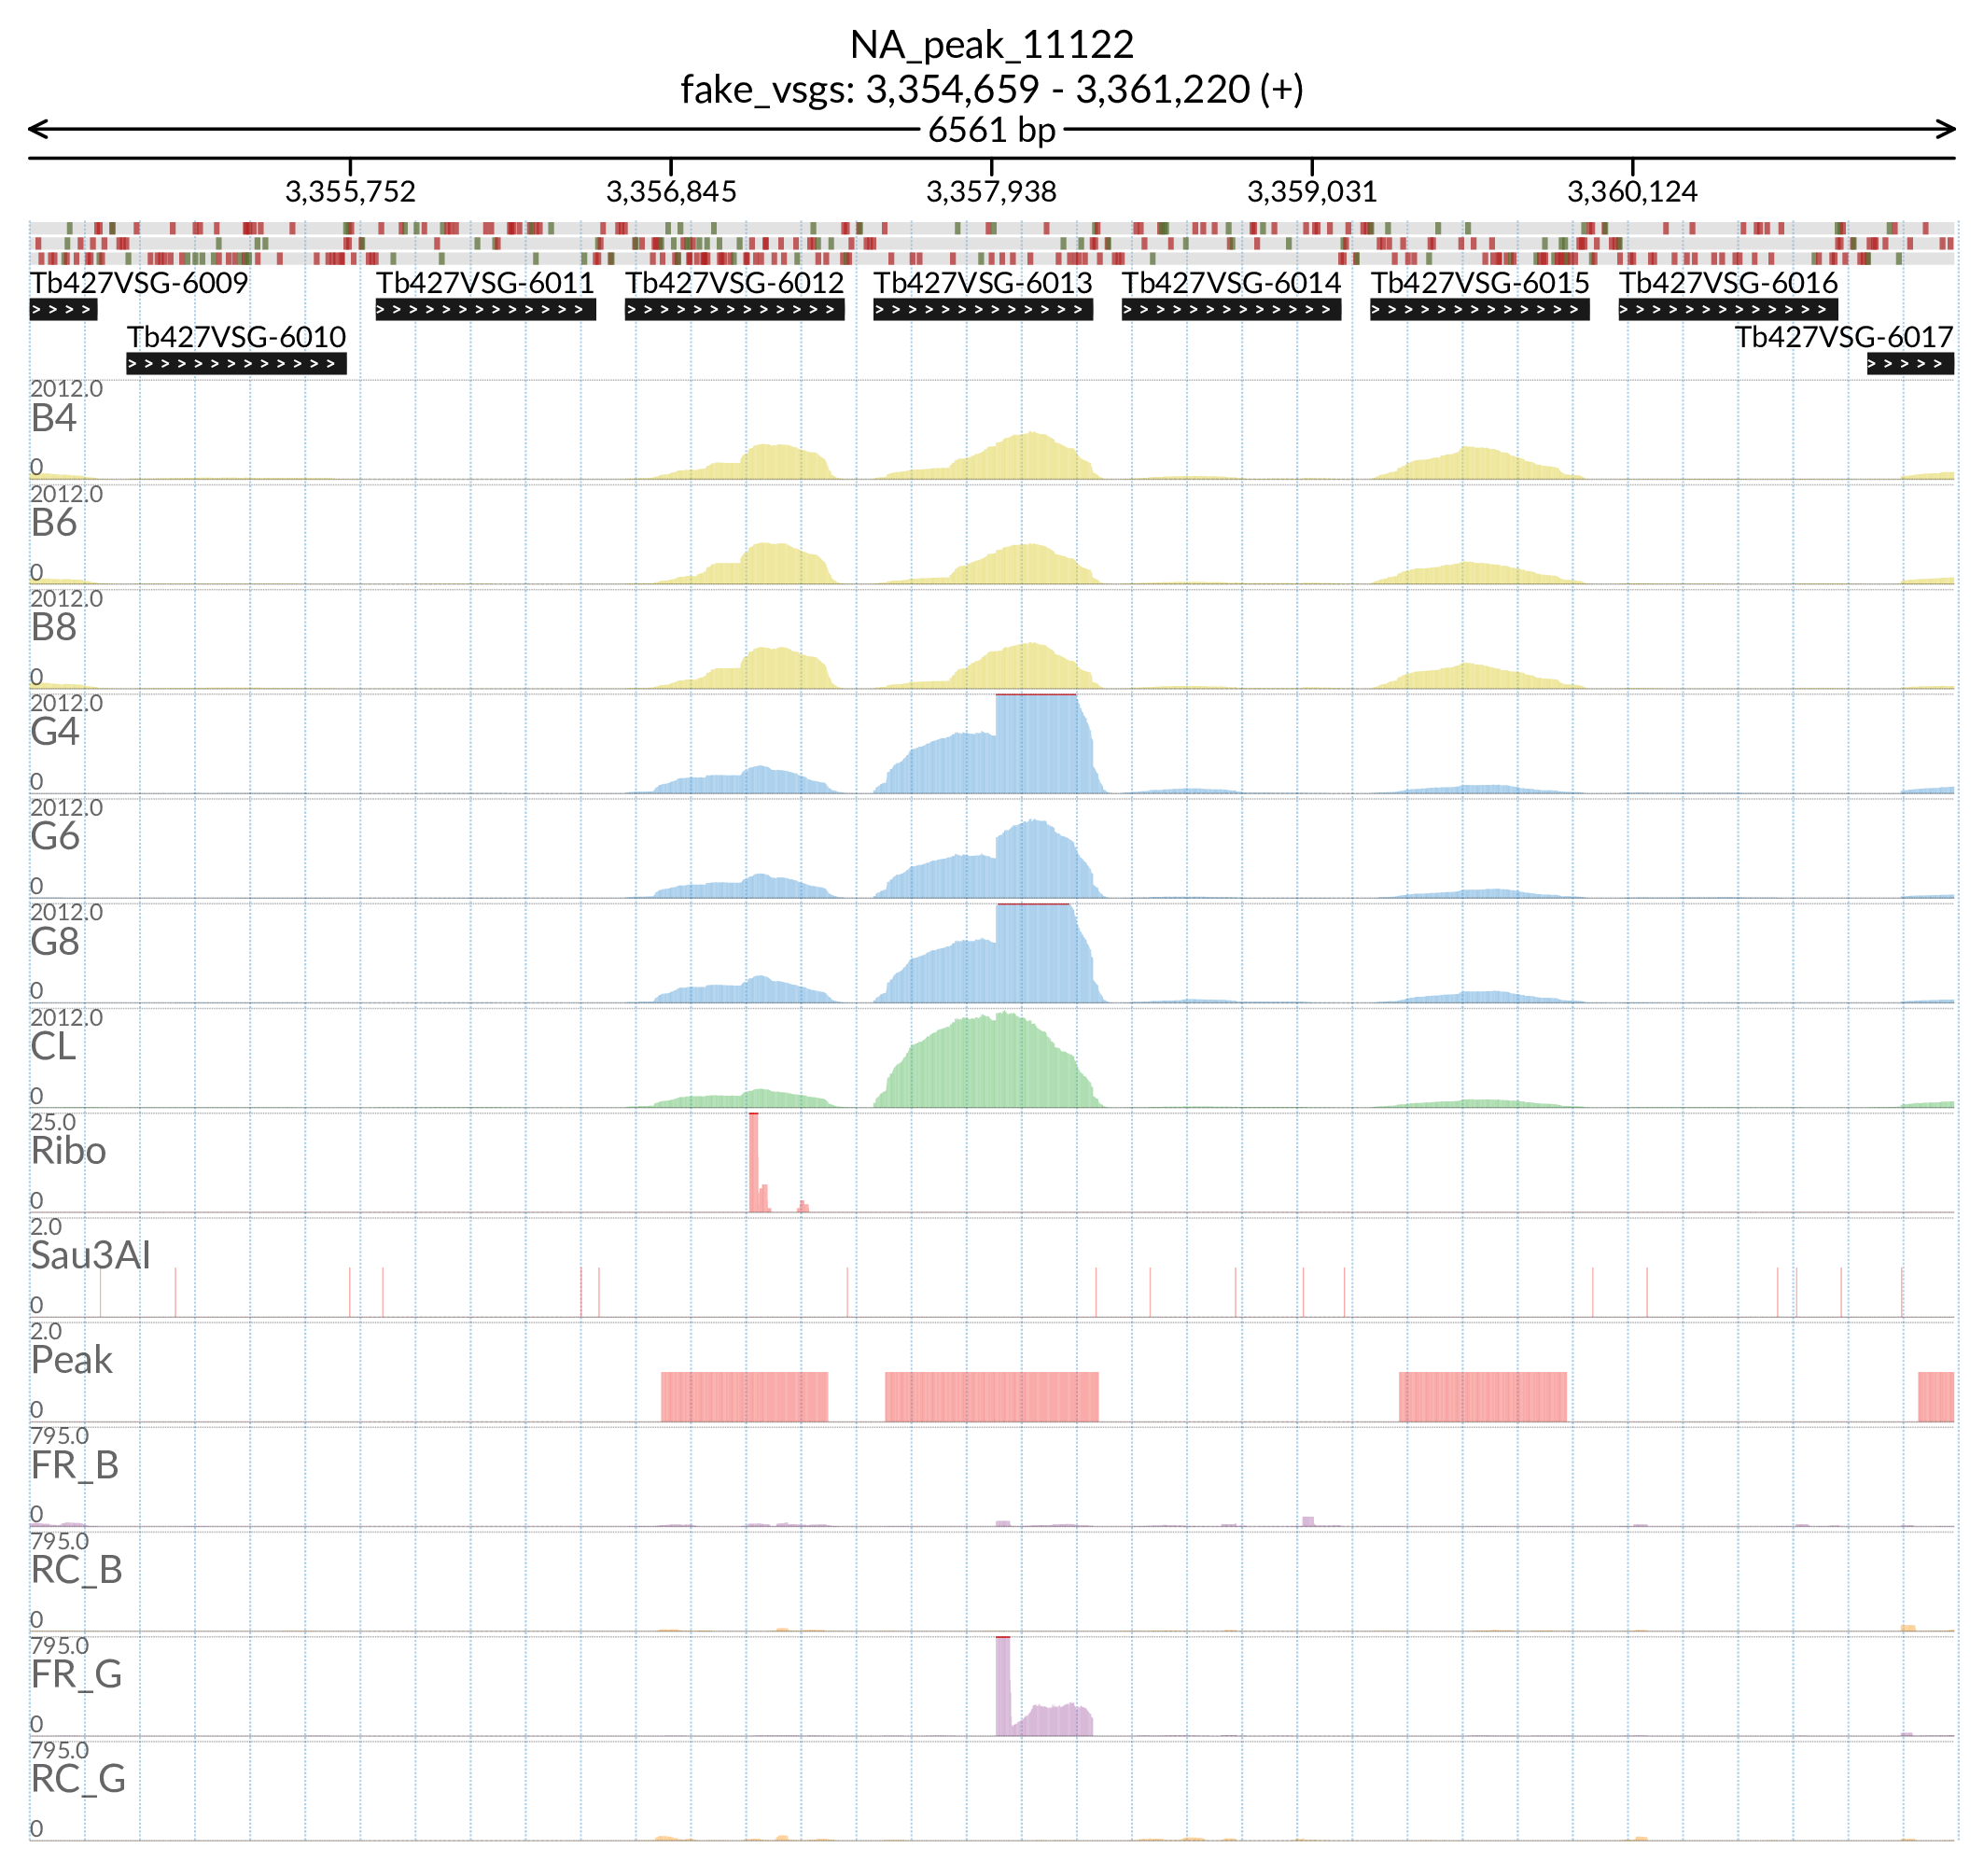 NA_peak_11122
fake_vsgs: 3,354,659 - 3,361,220 (+)
6561 bp
3,355,752 3,356,845 3,357,938 3,359,031 3,360,124
Tb427VSG-6009 Tb427VSG-6011 Tb427VSG-6012 Tb427VSG-6013 Tb427VSG-6014 Tb427VSG-6015 Tb427VSG-6016
Tb427VSG-6010 Tb427VSG-6017
2012.0
B4
0
2012.0
B6
0
2012.0
B8
0
2012.0
G4
0
2012.0
G6
0
2012.0
G8
0
2012.0
CL
0
25.0
Ribo
0
2.0
Sau3AI
0
2.0
Peak
0
795.0
FR_B
0
795.0
RC_B
0
795.0
FR_G
0
795.0
RC_G
0